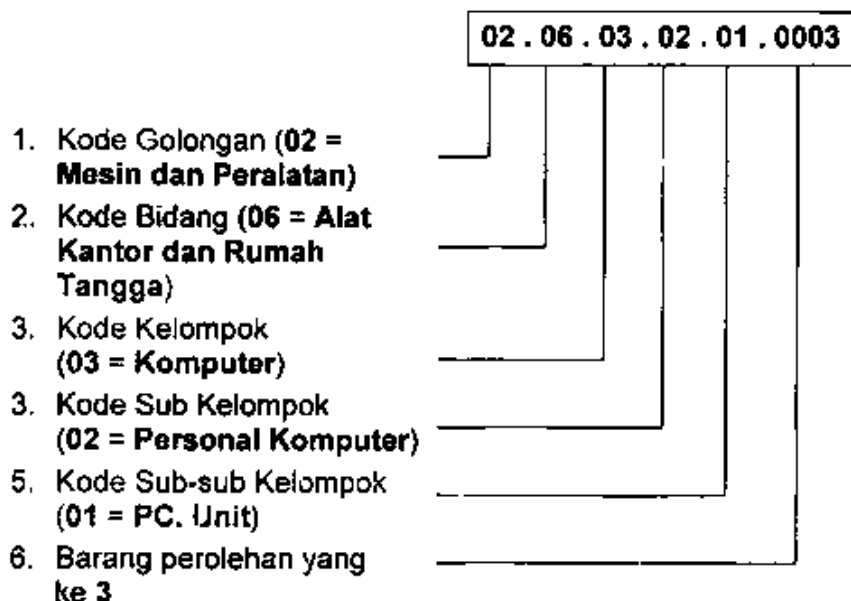 02 . 06 . 03 . 02 . 01 . 0003
1. Kode Golongan (02 =
Mesin dan Peralatan)
2. Kode Bidang (06 = Alat
Kantor dan Rumah
Tangga)
3. Kode Kelompok
(03 = Komputer)
3. Kode Sub Kelompok
(02 = Personal Komputer)
5. Kode Sub-sub Kelompok
(01 = PC. Unit)
6. Barang perolehan yang
ke 3